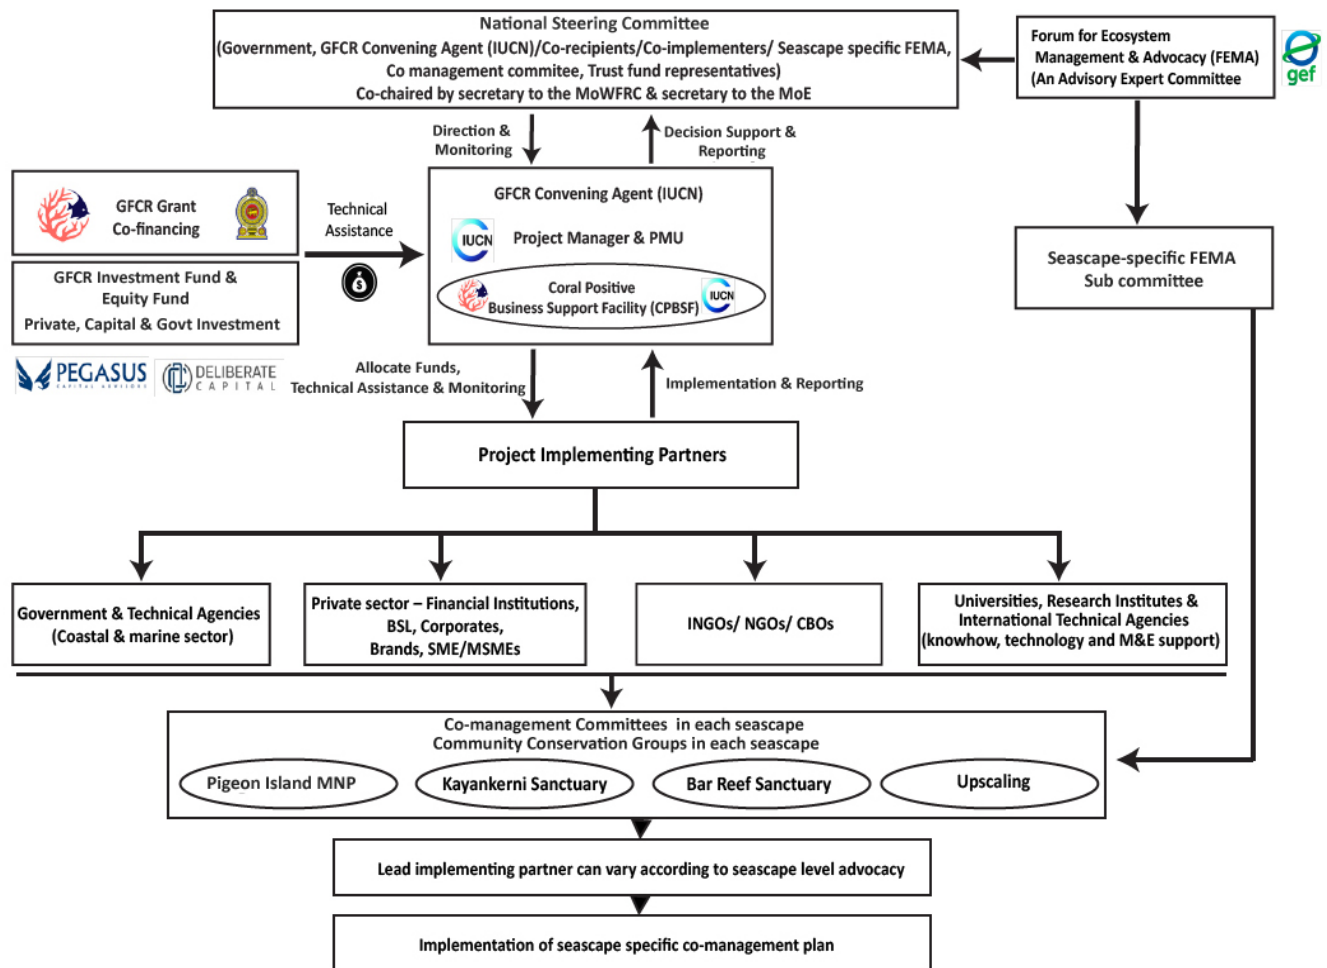 National Steering Committee
(Government, GFCR Convening Agent (IUCN)/Co-recipients/Co-implementers/ Seascape specific FEMA,
Co management commitee, Trust fund representatives)
Co-chaired by secretary to the MoWFRC & secretary to the MoE
Forum for Ecosystem
Management & Advocacy (FEMA)
(An Advisory Expert Committee
gef
Direction &
Monitoring
Decision Support &
Reporting
GFCR Grant
Co-financing
GFCR Investment Fund &
Equity Fund
Private, Capital & Govt Investment
PEGASUS
CAPITAL ADVISORS
DELIBERATE
CAPITAL
Technical
Assistance
$
GFCR Convening Agent (IUCN)
IUCN
Project Manager & PMU
Coral Positive
Business Support Facility (CPBSF)
IUCN
Seascape-specific FEMA
Sub committee
Allocate Funds,
Technical Assistance & Monitoring
Implementation & Reporting
Project Implementing Partners
Government & Technical Agencies
(Coastal & marine sector)
Private sector – Financial Institutions,
BSL, Corporates,
Brands, SME/MSMEs
INGOs/ NGOs/ CBOs
Universities, Research Institutes &
International Technical Agencies
(knowhow, technology and M&E support)
Co-management Committees in each seascape
Community Conservation Groups in each seascape
Pigeon Island MNP
Kayankerni Sanctuary
Bar Reef Sanctuary
Upscaling
Lead implementing partner can vary according to seascape level advocacy
Implementation of seascape specific co-management plan